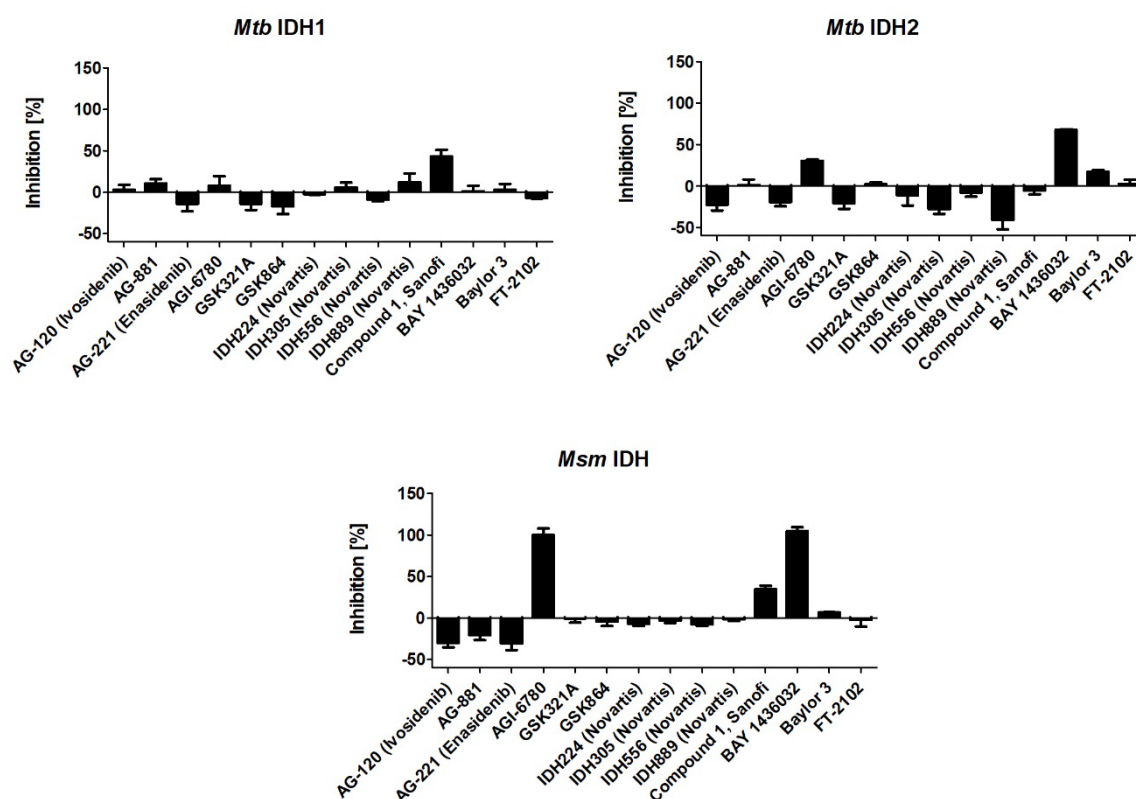 Mtb IDH1
Inhibition [%]
150
100
50
0
-50
AG-120 (Ivosidenib)
AG-881
AG-221 (Enasidenib)
AGI-6780
GSK321A
GSK864
IDH224 (Novartis)
IDH305 (Novartis)
IDH556 (Novartis)
IDH889 (Novartis)
Compound 1, Sanofi
BAY 1436032
Baylor 3
FT-2102
Mtb IDH2
Inhibition [%]
150
100
50
0
-50
AG-120 (Ivosidenib)
AG-881
AG-221 (Enasidenib)
AGI-6780
GSK321A
GSK864
IDH224 (Novartis)
IDH305 (Novartis)
IDH556 (Novartis)
IDH889 (Novartis)
Compound 1, Sanofi
BAY 1436032
Baylor 3
FT-2102
Msm IDH
Inhibition [%]
150
100
50
0
-50
AG-120 (Ivosidenib)
AG-881
AG-221 (Enasidenib)
AGI-6780
GSK321A
GSK864
IDH224 (Novartis)
IDH305 (Novartis)
IDH556 (Novartis)
IDH889 (Novartis)
Compound 1, Sanofi
BAY 1436032
Baylor 3
FT-2102